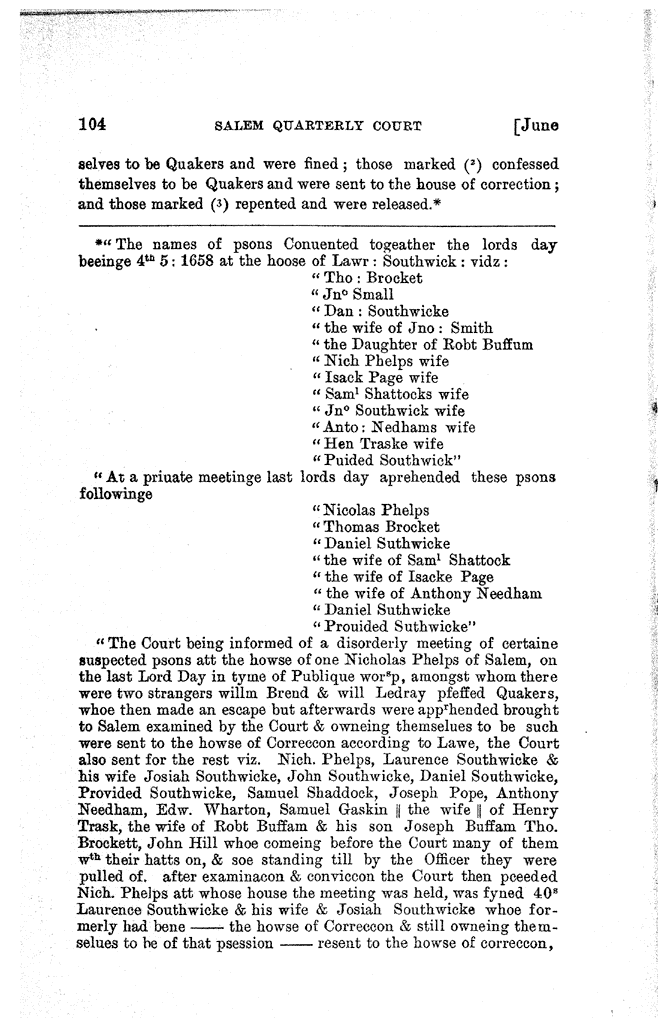 104 SALEM QUARTERLY COURT [June
selves to be Quakers and were fined; those marked (²) confessed
themselves to be Quakers and were sent to the house of correction;
and those marked (³) repented and were released.*
*“ The names of psons Conuented togeather the lords day
beeinge 4ᵗʰ 5 : 1658 at the hoose of Lawr : Southwick : vidz :
“ Tho : Brocket
“ Jnᵒ Small
“ Dan : Southwicke
“ the wife of Jno : Smith
“ the Daughter of Robt Buffum
“ Nich Phelps wife
“ Isack Page wife
“ Samˡ Shattocks wife
“ Jnᵒ Southwick wife
“ Anto : Nedhams wife
“ Hen Traske wife
“ Puided Southwick”
“ At a priuate meetinge last lords day aprehended these psons
followinge
“ Nicolas Phelps
“ Thomas Brocket
“ Daniel Suthwicke
“ the wife of Samˡ Shattock
“ the wife of Isacke Page
“ the wife of Anthony Needham
“ Daniel Suthwicke
“ Prouided Suthwicke”
“ The Court being informed of a disorderly meeting of certaine
suspected psons att the howse of one Nicholas Phelps of Salem, on
the last Lord Day in tyme of Publique worˢp, amongst whom there
were two strangers willm Brend & will Ledray pfeffed Quakers,
whoe then made an escape but afterwards were appʳhended brought
to Salem examined by the Court & owneing themselues to be such
were sent to the howse of Correccon according to Lawe, the Court
also sent for the rest viz. Nich. Phelps, Laurence Southwicke &
his wife Josiah Southwicke, John Southwicke, Daniel Southwicke,
Provided Southwicke, Samuel Shaddock, Joseph Pope, Anthony
Needham, Edw. Wharton, Samuel Gaskin || the wife || of Henry
Trask, the wife of Robt Buffam & his son Joseph Buffam Tho.
Brockett, John Hill whoe comeing before the Court many of them
wᵗʰ their hatts on, & soe standing till by the Officer they were
pulled of. after examinacon & conviccon the Court then pceeded
Nich. Phelps att whose house the meeting was held, was fyned 40ˢ
Laurence Southwicke & his wife & Josiah Southwicke whoe for-
merly had bene —— the howse of Correccon & still owneing them-
selues to be of that psession —— resent to the howse of correccon,